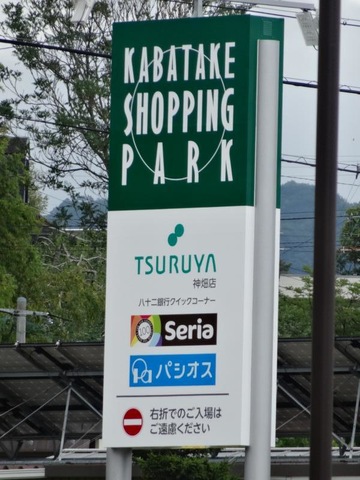 KABATAKE
SHOPPING
PARK
TSURUYA
神畑店
八十二銀行クイックコーナー
100 Seria
パシオス
右折でのご入場は
ご遠慮ください